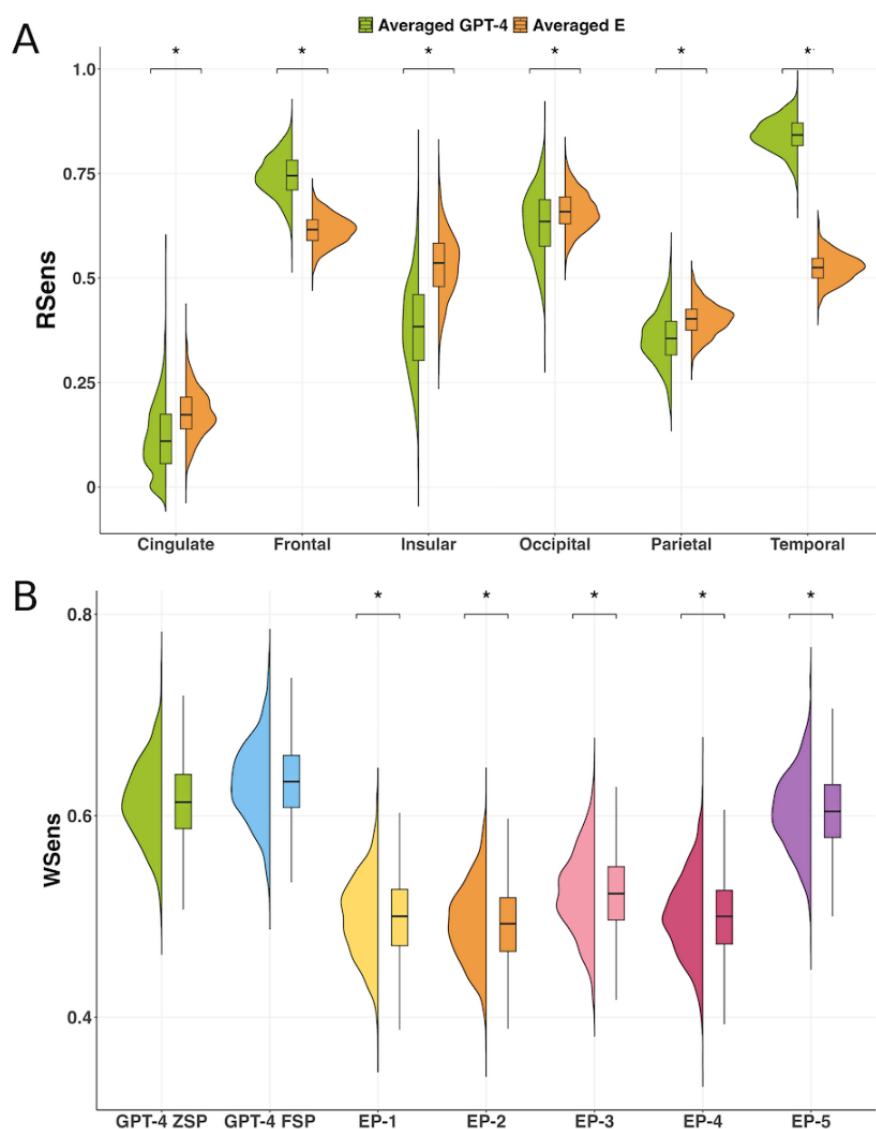 Averaged GPT-4 Averaged E
A
* * * * * *
1.0
0.75
0.5
0.25
0
RSens
Cingulate Frontal Insular Occipital Parietal Temporal
B
* * * * *
0.8
0.6
0.4
WSens
GPT-4 ZSP GPT-4 FSP EP-1 EP-2 EP-3 EP-4 EP-5